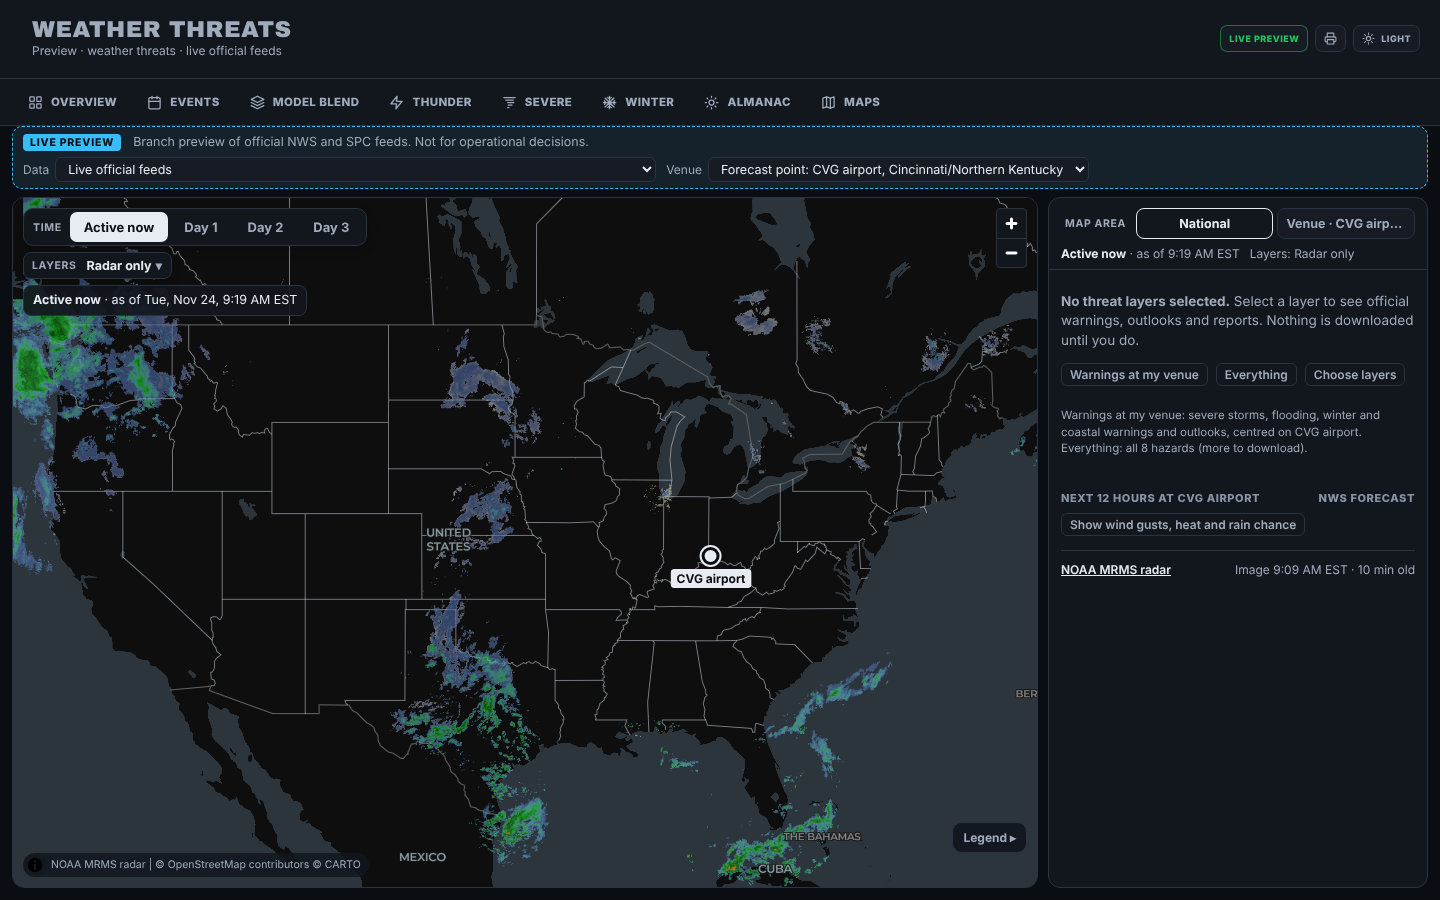 WEATHER THREATS
Preview · weather threats · live official feeds
LIVE PREVIEW
LIGHT
OVERVIEW
EVENTS
MODEL BLEND
THUNDER
SEVERE
WINTER
ALMANAC
MAPS
LIVE PREVIEW Branch preview of official NWS and SPC feeds. Not for operational decisions.
Data Live official feeds Venue Forecast point: CVG airport, Cincinnati/Northern Kentucky
TIME Active now Day 1 Day 2 Day 3
LAYERS Radar only ▾
Active now · as of Tue, Nov 24, 9:19 AM EST
+
−
UNITED
STATES
CVG airport
BER
THE BAHAMAS
MEXICO
CUBA
Legend ▸
NOAA MRMS radar | © OpenStreetMap contributors © CARTO
MAP AREA National Venue · CVG airp...
Active now · as of 9:19 AM EST Layers: Radar only
No threat layers selected. Select a layer to see official
warnings, outlooks and reports. Nothing is downloaded
until you do.
Warnings at my venue Everything Choose layers
Warnings at my venue: severe storms, flooding, winter and
coastal warnings and outlooks, centred on CVG airport.
Everything: all 8 hazards (more to download).
NEXT 12 HOURS AT CVG AIRPORT NWS FORECAST
Show wind gusts, heat and rain chance
NOAA MRMS radar Image 9:09 AM EST · 10 min old